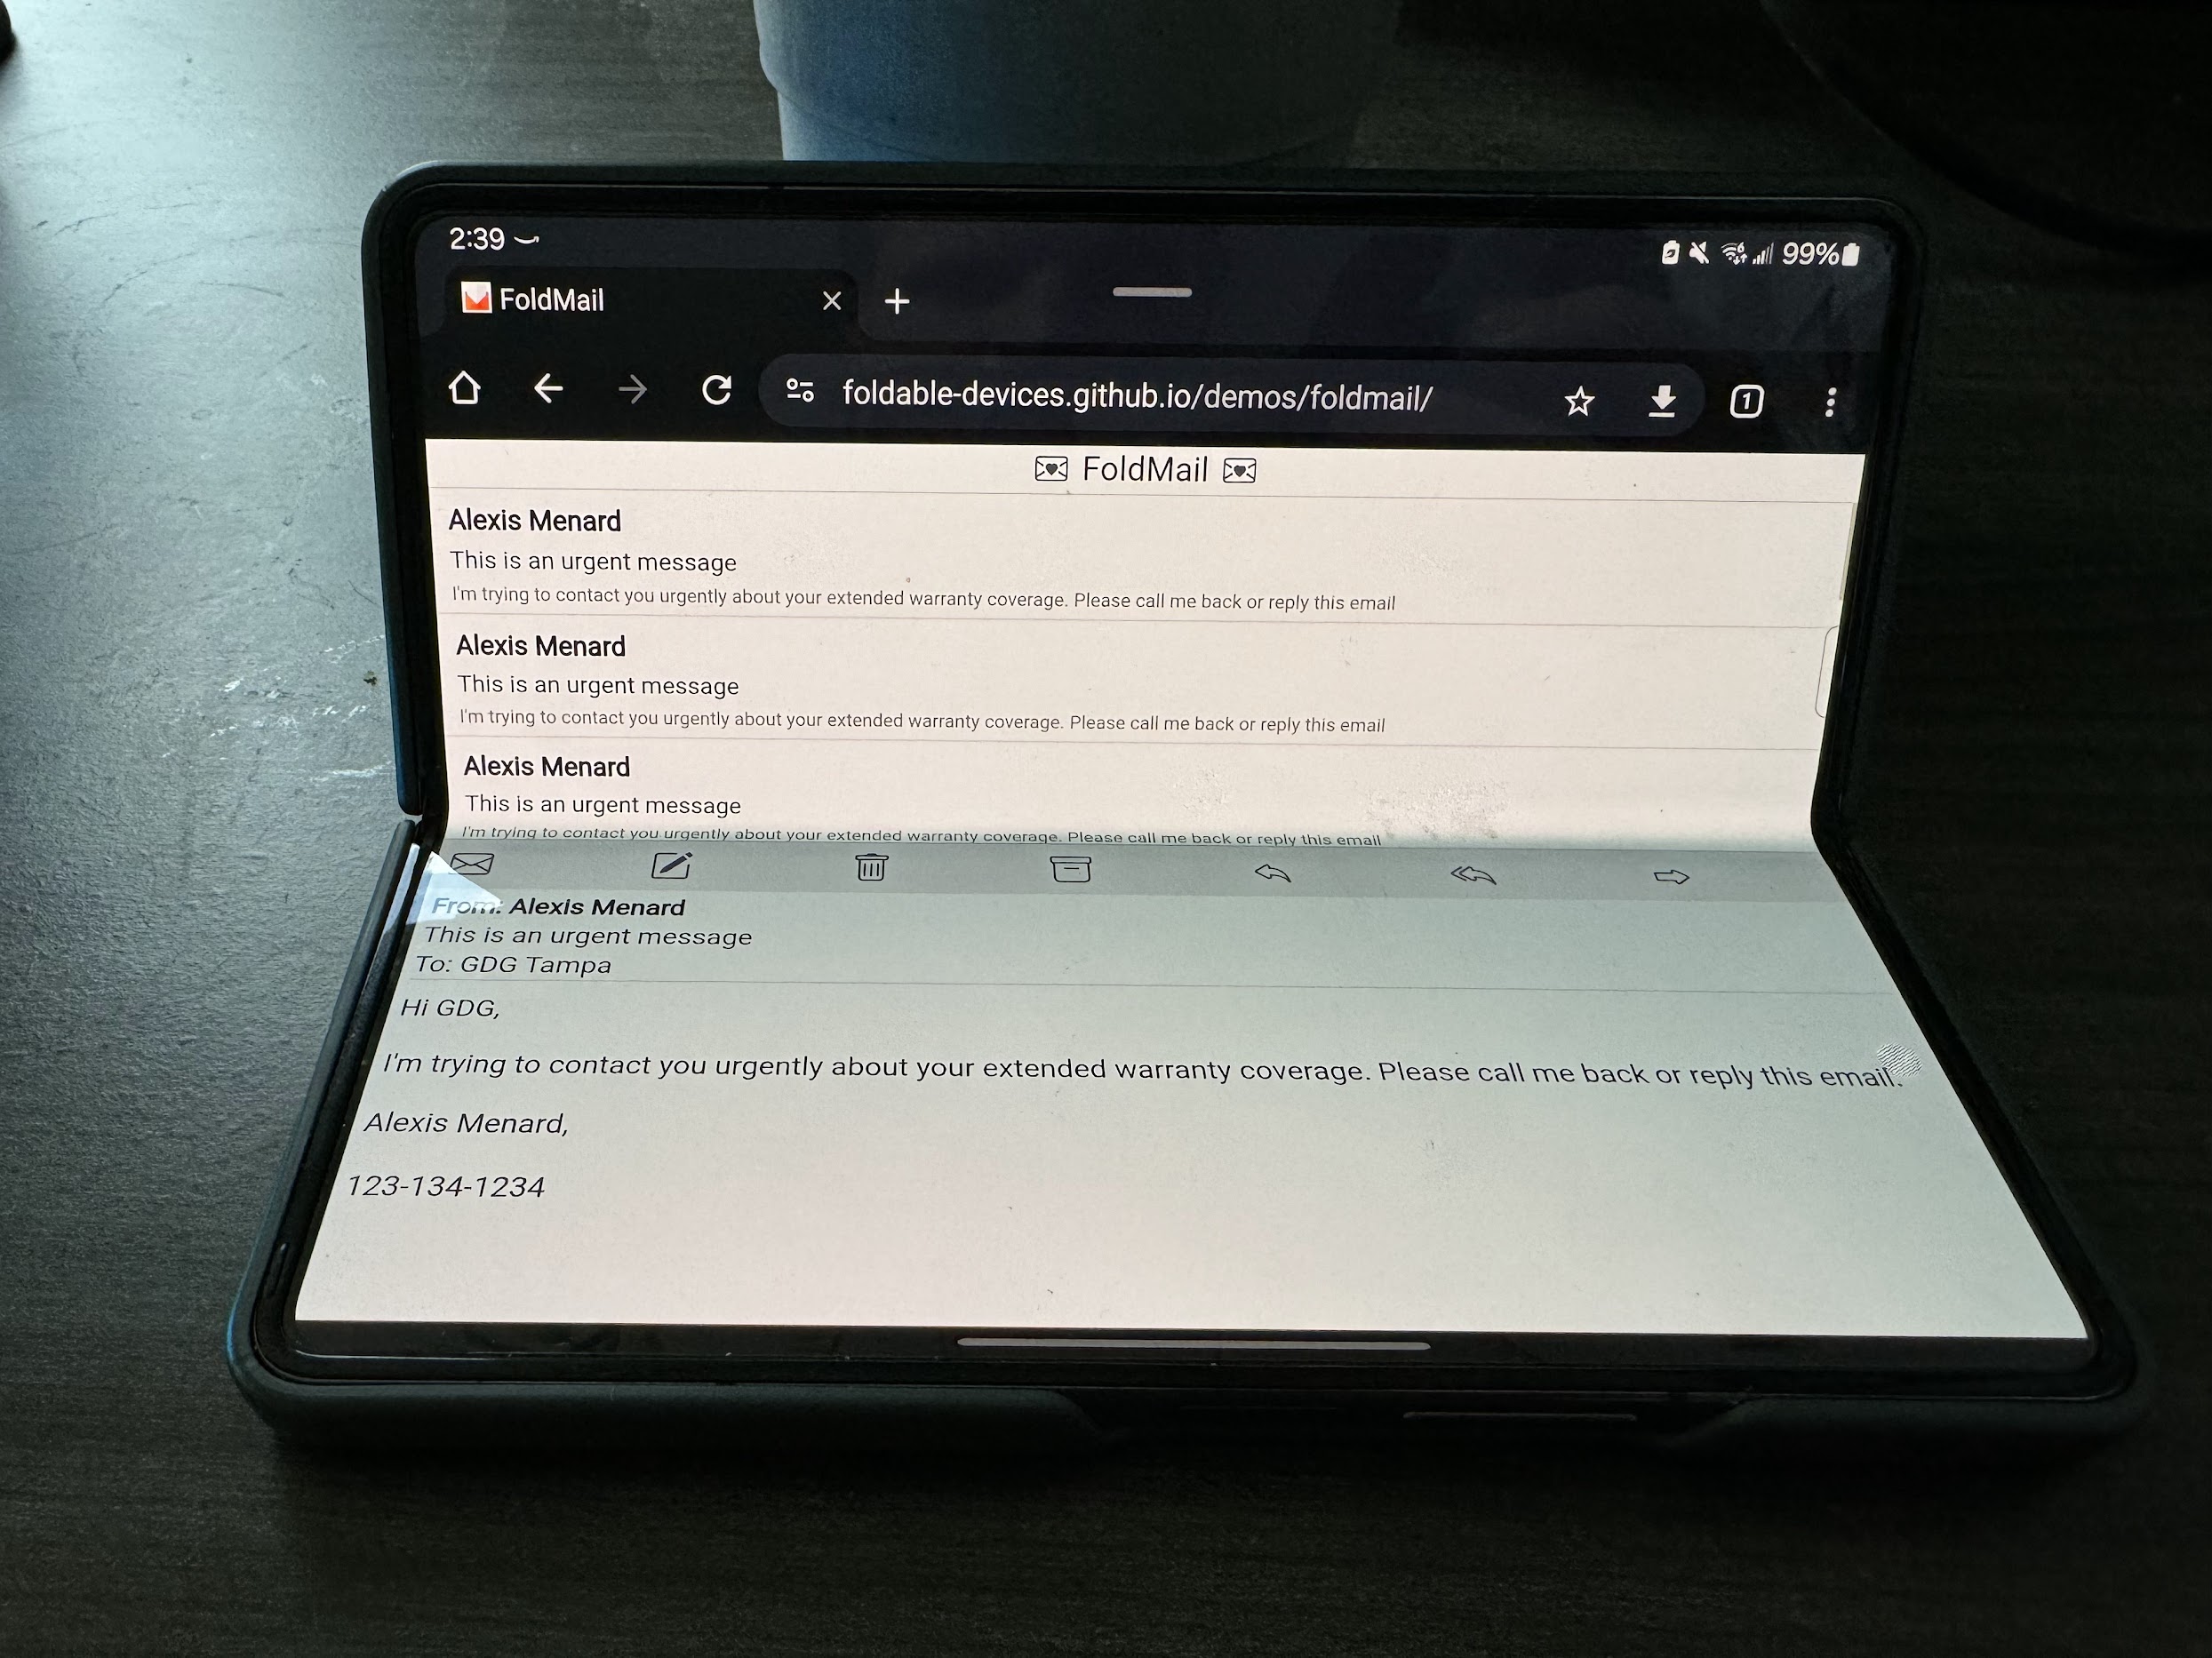 2:39
99%
FoldMail
foldable-devices.github.io/demos/foldmail/
1
FoldMail
Alexis Menard
This is an urgent message
I'm trying to contact you urgently about your extended warranty coverage. Please call me back or reply this email
Alexis Menard
This is an urgent message
I'm trying to contact you urgently about your extended warranty coverage. Please call me back or reply this email
Alexis Menard
This is an urgent message
I'm trying to contact you urgently about your extended warranty coverage. Please call me back or reply this email
From: Alexis Menard
This is an urgent message
To: GDG Tampa
Hi GDG,
I'm trying to contact you urgently about your extended warranty coverage. Please call me back or reply this email.
Alexis Menard,
123-134-1234